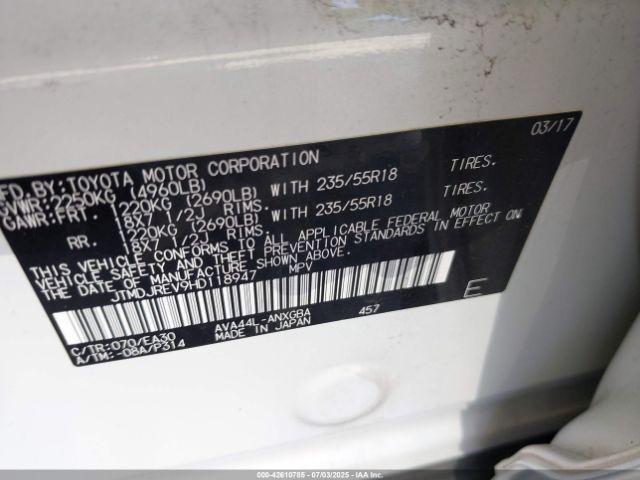 03/17
MFD. BY: TOYOTA MOTOR CORPORATION
GVWR: 2250KG (4960LB)
GAWR: FRT. 1220KG (2690LB) WITH 235/55R18 TIRES.
18X7 1/2J RIMS.
RR. 1220KG (2690LB) WITH 235/55R18 TIRES.
18X7 1/2J RIMS.
THIS VEHICLE CONFORMS TO ALL APPLICABLE FEDERAL MOTOR
VEHICLE SAFETY AND THEFT PREVENTION STANDARDS IN EFFECT ON
THE DATE OF MANUFACTURE SHOWN ABOVE.
JTMDJREV9HD118947 MPV
E
C/TR:070/EA30 AVA44L-ANXGBA 457
A/TM:-08A/P314 MADE IN JAPAN
000-42610785 - 07/03/2025 - IAAI.COM